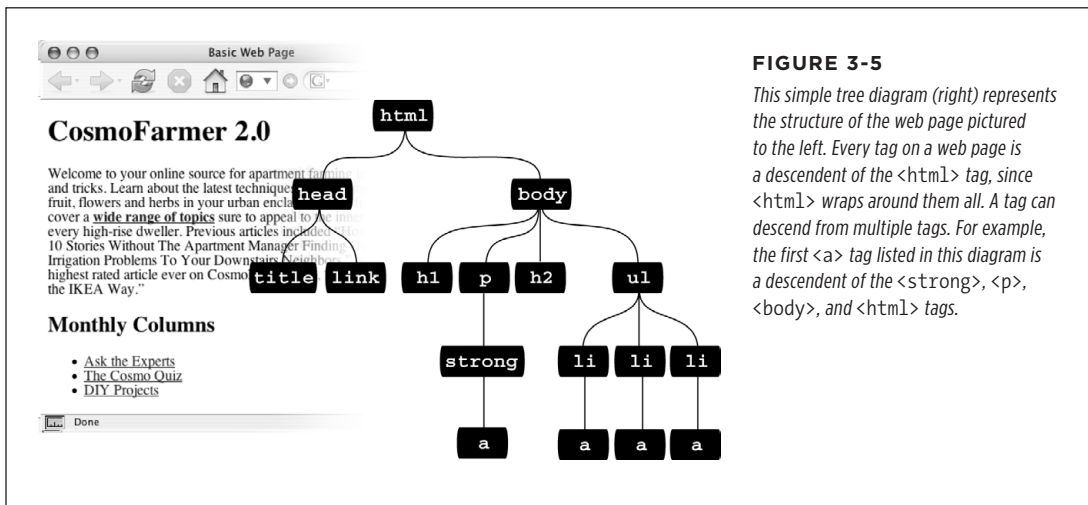 Basic Web Page
CosmoFarmer 2.0
Welcome to your online source for apartment farming
and tricks. Learn about the latest techniques
fruit, flowers and herbs in your urban
cover a wide range of topics sure to appeal to the inner
every high-rise dweller. Previous articles included
10 Stories Without The Apartment Manager Finding
Irrigation Problems To Your Downstairs Neighbors
highest rated article ever on
the IKEA Way.”
Monthly Columns
• Ask the Experts
• The Cosmo Quiz
• DIY Projects
Done
html
head body
title link h1 p h2 ul
strong li li li
a a a a
FIGURE 3-5
This simple tree diagram (right) represents
the structure of the web page pictured
to the left. Every tag on a web page is
a descendent of the <html> tag, since
<html> wraps around them all. A tag can
descend from multiple tags. For example,
the first <a> tag listed in this diagram is
a descendent of the <strong>, <p>,
<body>, and <html> tags.